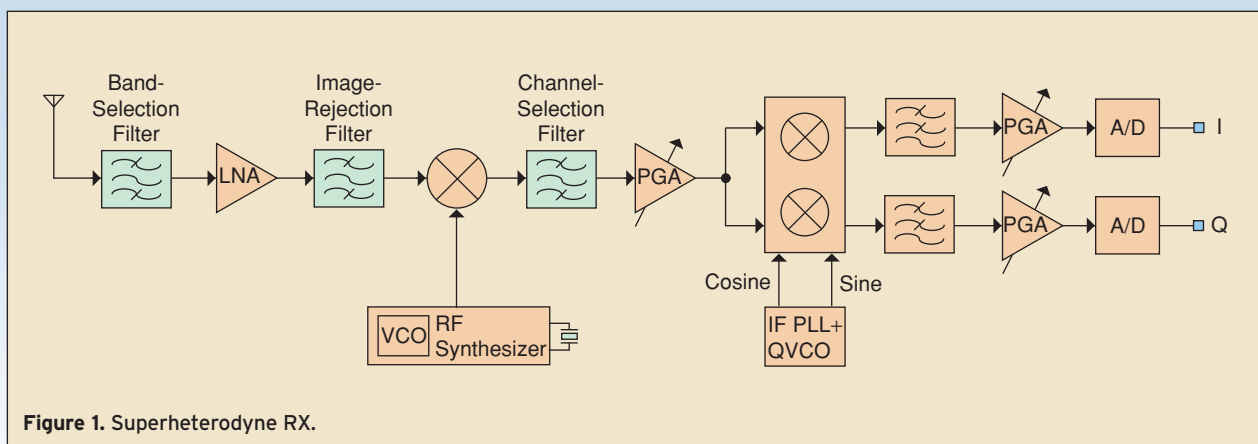 Band-
Selection
Filter
Image-
Rejection
Filter
Channel-
Selection
Filter
LNA
PGA
PGA
A/D
I
PGA
A/D
Q
Cosine
Sine
VCO
RF
Synthesizer
IF PLL+
QVCO
Figure 1. Superheterodyne RX.